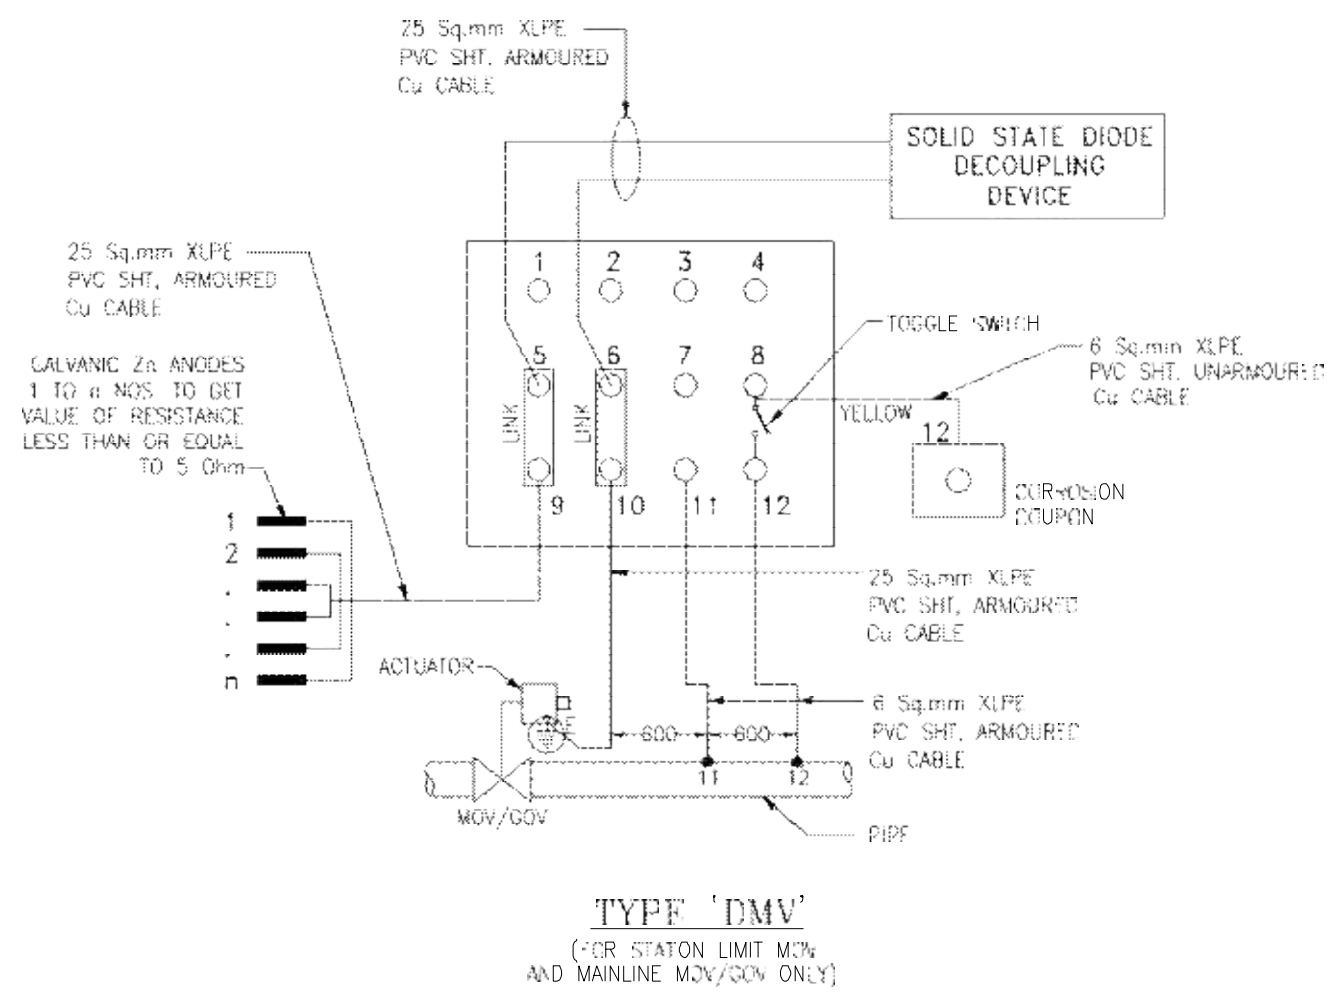 25 Sq.mm XLPE
PVC SHT. ARMOURED
Cu CABLE
SOLID STATE DIODE
DECOUPLING
DEVICE
25 Sq.mm XLPE
PVC SHT. ARMOURED
Cu CABLE
1 2 3 4
TOGGLE SWITCH
5 6 7 8
6 Sq.mm XLPE
PVC SHT. UNARMOURED
Cu CABLE
GALVANIC Zn ANODES
1 TO n NOS. TO GET
VALUE OF RESISTANCE
LESS THAN OR EQUAL
TO 5 Ohm
LINK
LINK
YELLOW
12
CORROSION
COUPON
9 10 11 12
1
2
.
.
.
n
25 Sq.mm XLPE
PVC SHT. ARMOURED
Cu CABLE
ACTUATOR
6 Sq.mm XLPE
PVC SHT. ARMOURED
Cu CABLE
600 600
11 12
MOV/GOV
PIPE
TYPE 'DMV'
(FOR STATON LIMIT MOV
AND MAINLINE MOV/GOV ONLY)